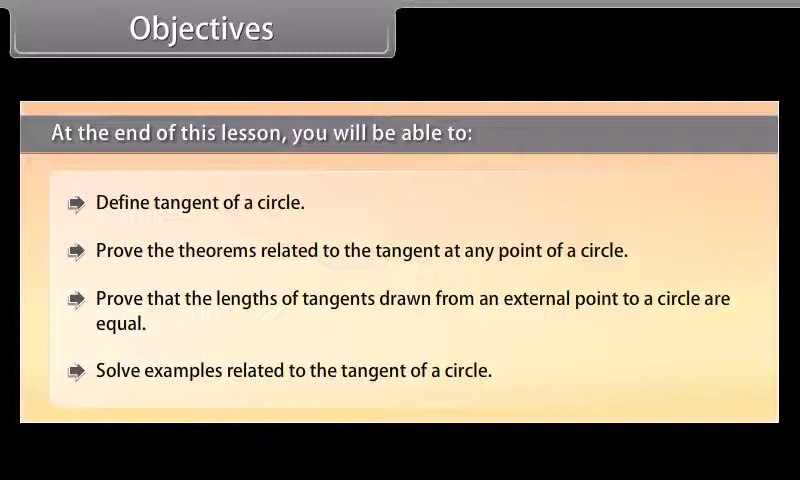 Objectives
At the end of this lesson, you will be able to:
Define tangent of a circle.
Prove the theorems related to the tangent at any point of a circle.
Prove that the lengths of tangents drawn from an external point to a circle are
equal.
Solve examples related to the tangent of a circle.